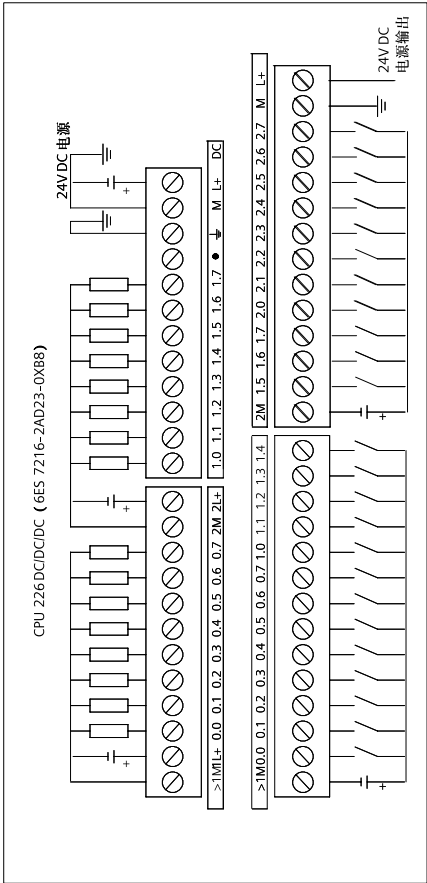 CPU 226 DC/DC/DC（6ES 7216-2AD23-0XB8）
24V DC 电源
+ + +
>1M 1L+ 0.0 0.1 0.2 0.3 0.4 0.5 0.6 0.7 2M 2L+ 1.0 1.1 1.2 1.3 1.4 1.5 1.6 1.7 ● ⏚ M L+ DC
>1M 0.0 0.1 0.2 0.3 0.4 0.5 0.6 0.7 1.0 1.1 1.2 1.3 1.4 2M 1.5 1.6 1.7 2.0 2.1 2.2 2.3 2.4 2.5 2.6 2.7 M L+
+ +
24V DC
电源输出